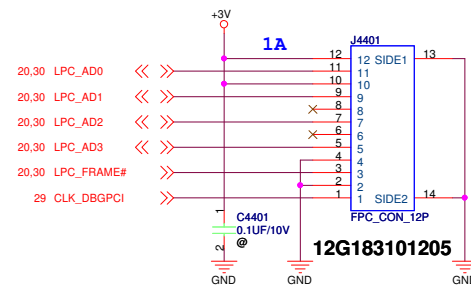 +3V
1A
J4401
12 12 SIDE1 13
20,30 LPC_AD0 11 11
10 10
20,30 LPC_AD1 9 9
8 8
20,30 LPC_AD2 7 7
6 6
20,30 LPC_AD3 5 5
4 4
20,30 LPC_FRAME# 3 3
2 2
29 CLK_DBGPCI 1 1 SIDE2 14
FPC_CON_12P
1
C4401
0.1UF/10V
@
2
12G183101205
GND
GND
GND